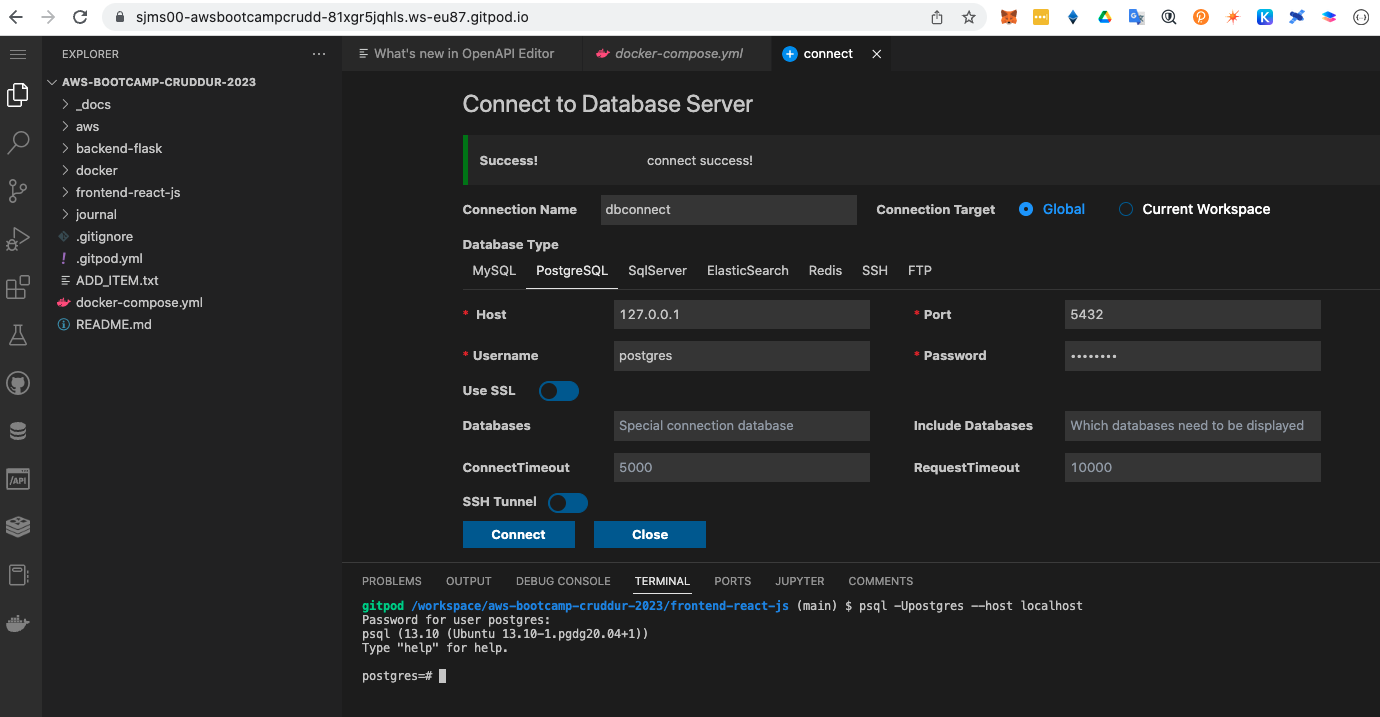 sjms00-awsbootcampcrudd-81xgr5jqhls.ws-eu87.gitpod.io
EXPLORER
AWS-BOOTCAMP-CRUDDUR-2023
_docs
aws
backend-flask
docker
frontend-react-js
journal
.gitignore
.gitpod.yml
ADD_ITEM.txt
docker-compose.yml
README.md
What's new in OpenAPI Editor docker-compose.yml connect
Connect to Database Server
Success! connect success!
Connection Name dbconnect Connection Target Global Current Workspace
Database Type
MySQL PostgreSQL SqlServer ElasticSearch Redis SSH FTP
* Host 127.0.0.1 * Port 5432
* Username postgres * Password ••••••••
Use SSL
Databases Special connection database Include Databases Which databases need to be displayed
ConnectTimeout 5000 RequestTimeout 10000
SSH Tunnel
Connect Close
PROBLEMS OUTPUT DEBUG CONSOLE TERMINAL PORTS JUPYTER COMMENTS
gitpod /workspace/aws-bootcamp-cruddur-2023/frontend-react-js (main) $ psql -Upostgres --host localhost
Password for user postgres:
psql (13.10 (Ubuntu 13.10-1.pgdg20.04+1))
Type "help" for help.
postgres=#